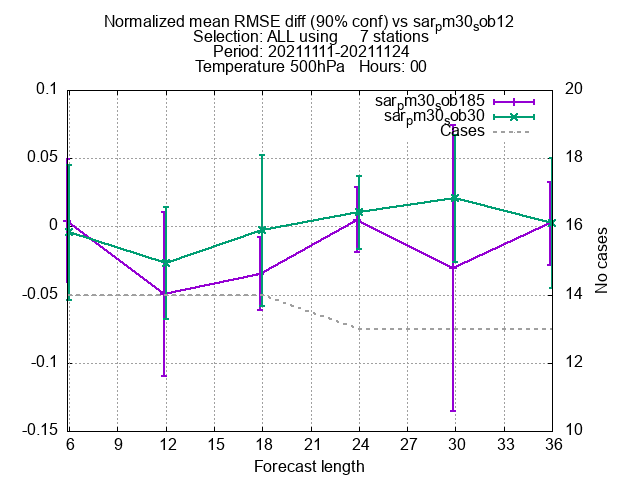 Normalized mean RMSE diff (90% conf) vs sarpm30sob12
Selection: ALL using 7 stations
Period: 20211111-20211124
Temperature 500hPa Hours: 00
sarpm30sob185
sarpm30sob30
Cases
0.1
0.05
0
-0.05
-0.1
-0.15
20
18
16
14
12
10
No cases
6 9 12 15 18 21 24 27 30 33 36
Forecast length